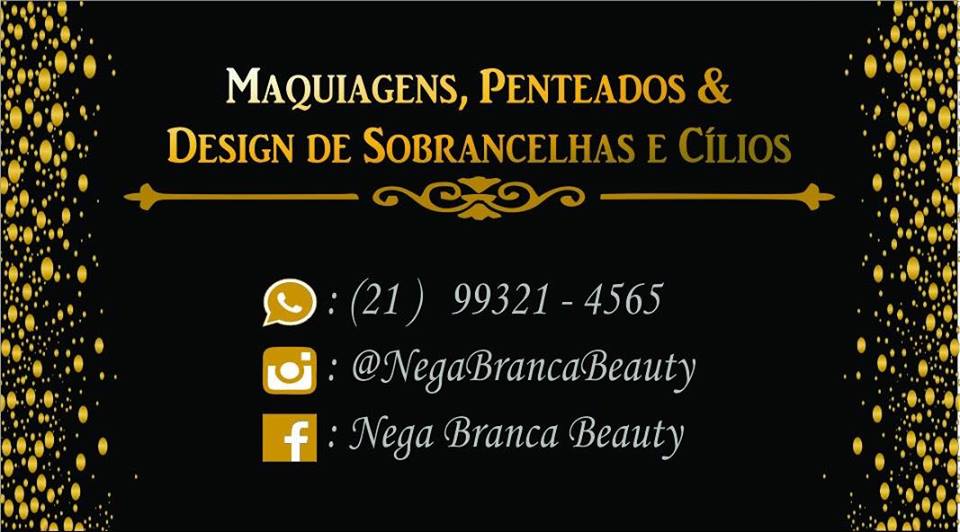 Maquiagens, Penteados &
Design de Sobrancelhas e Cílios
: (21 ) 99321 - 4565
: @NegaBrancaBeauty
: Nega Branca Beauty